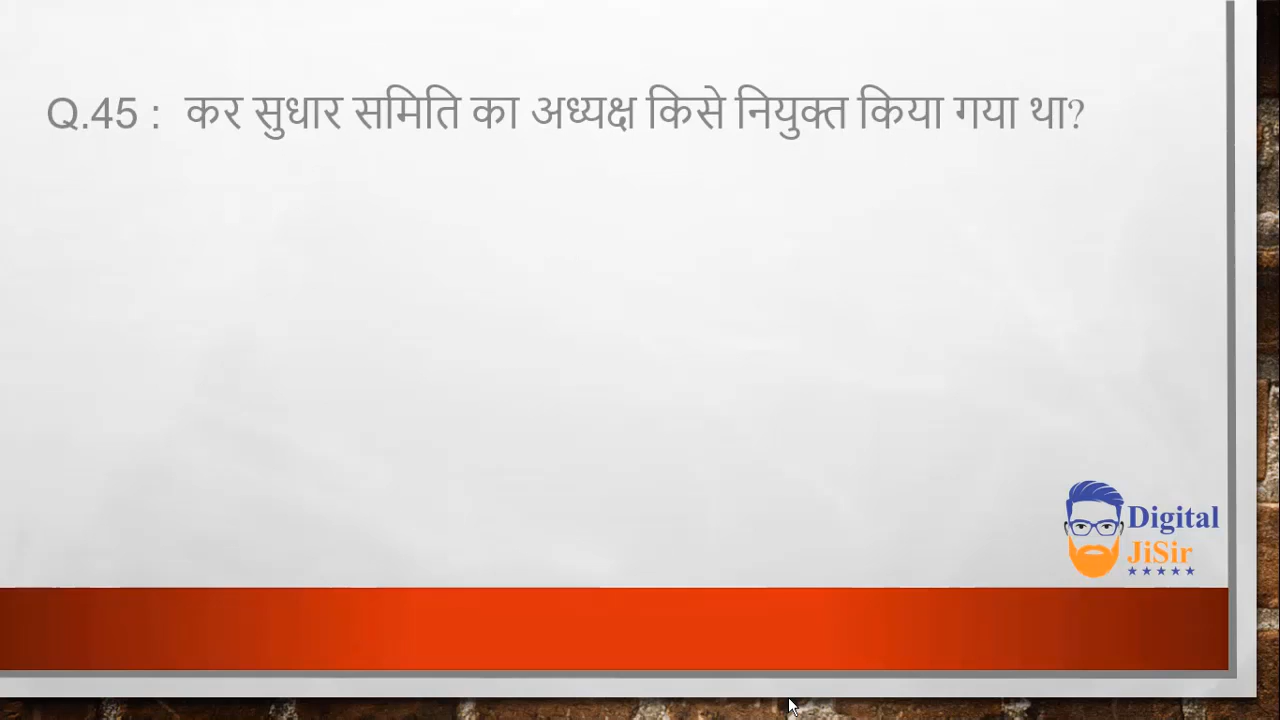 Q.45 : कर सुधार समिति का अध्यक्ष किसे नियुक्त किया गया था?
Digital
JiSir